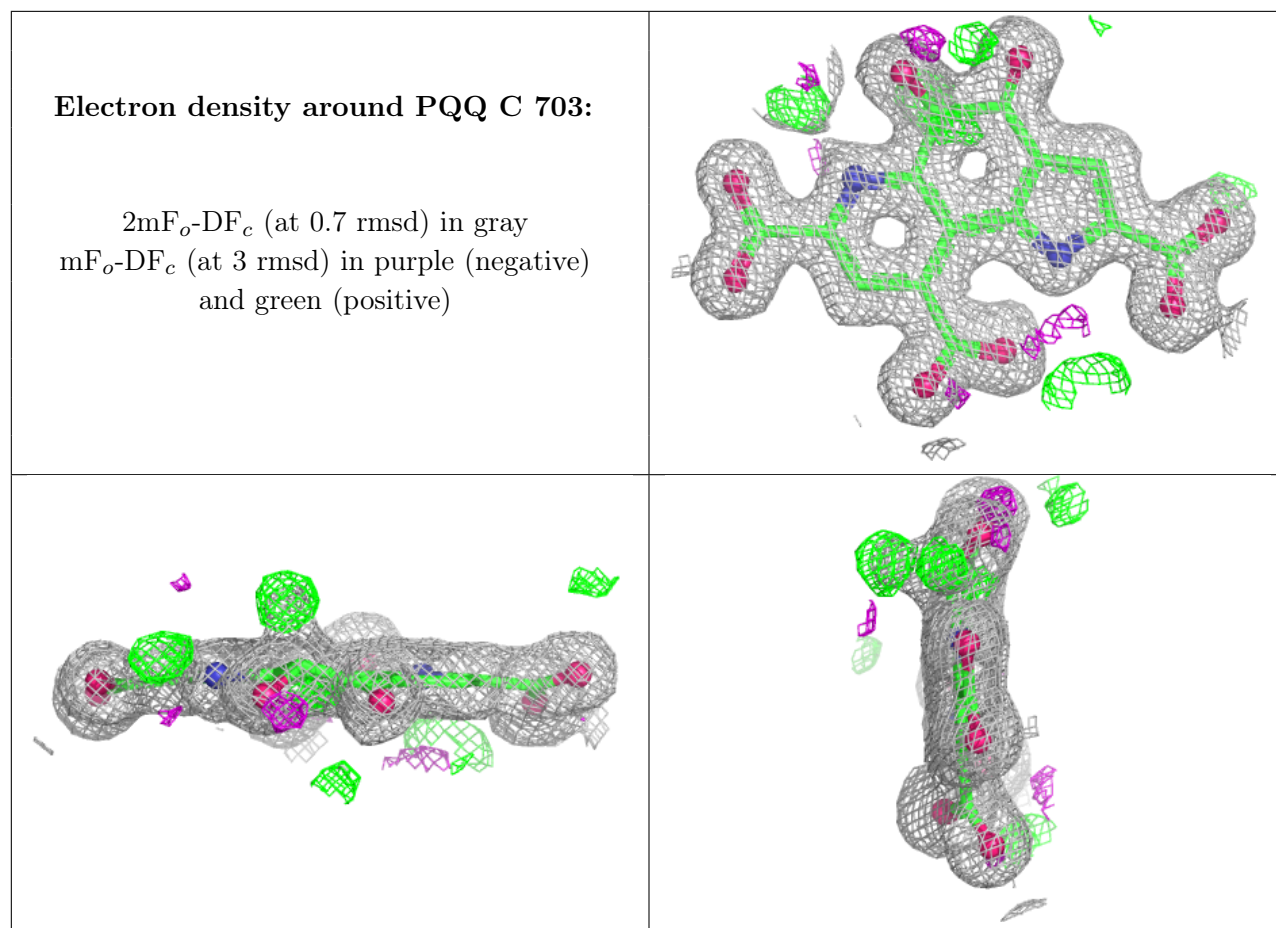 Electron density around PQQ C 703:
2mFo-DFc (at 0.7 rmsd) in gray
mFo-DFc (at 3 rmsd) in purple (negative)
and green (positive)